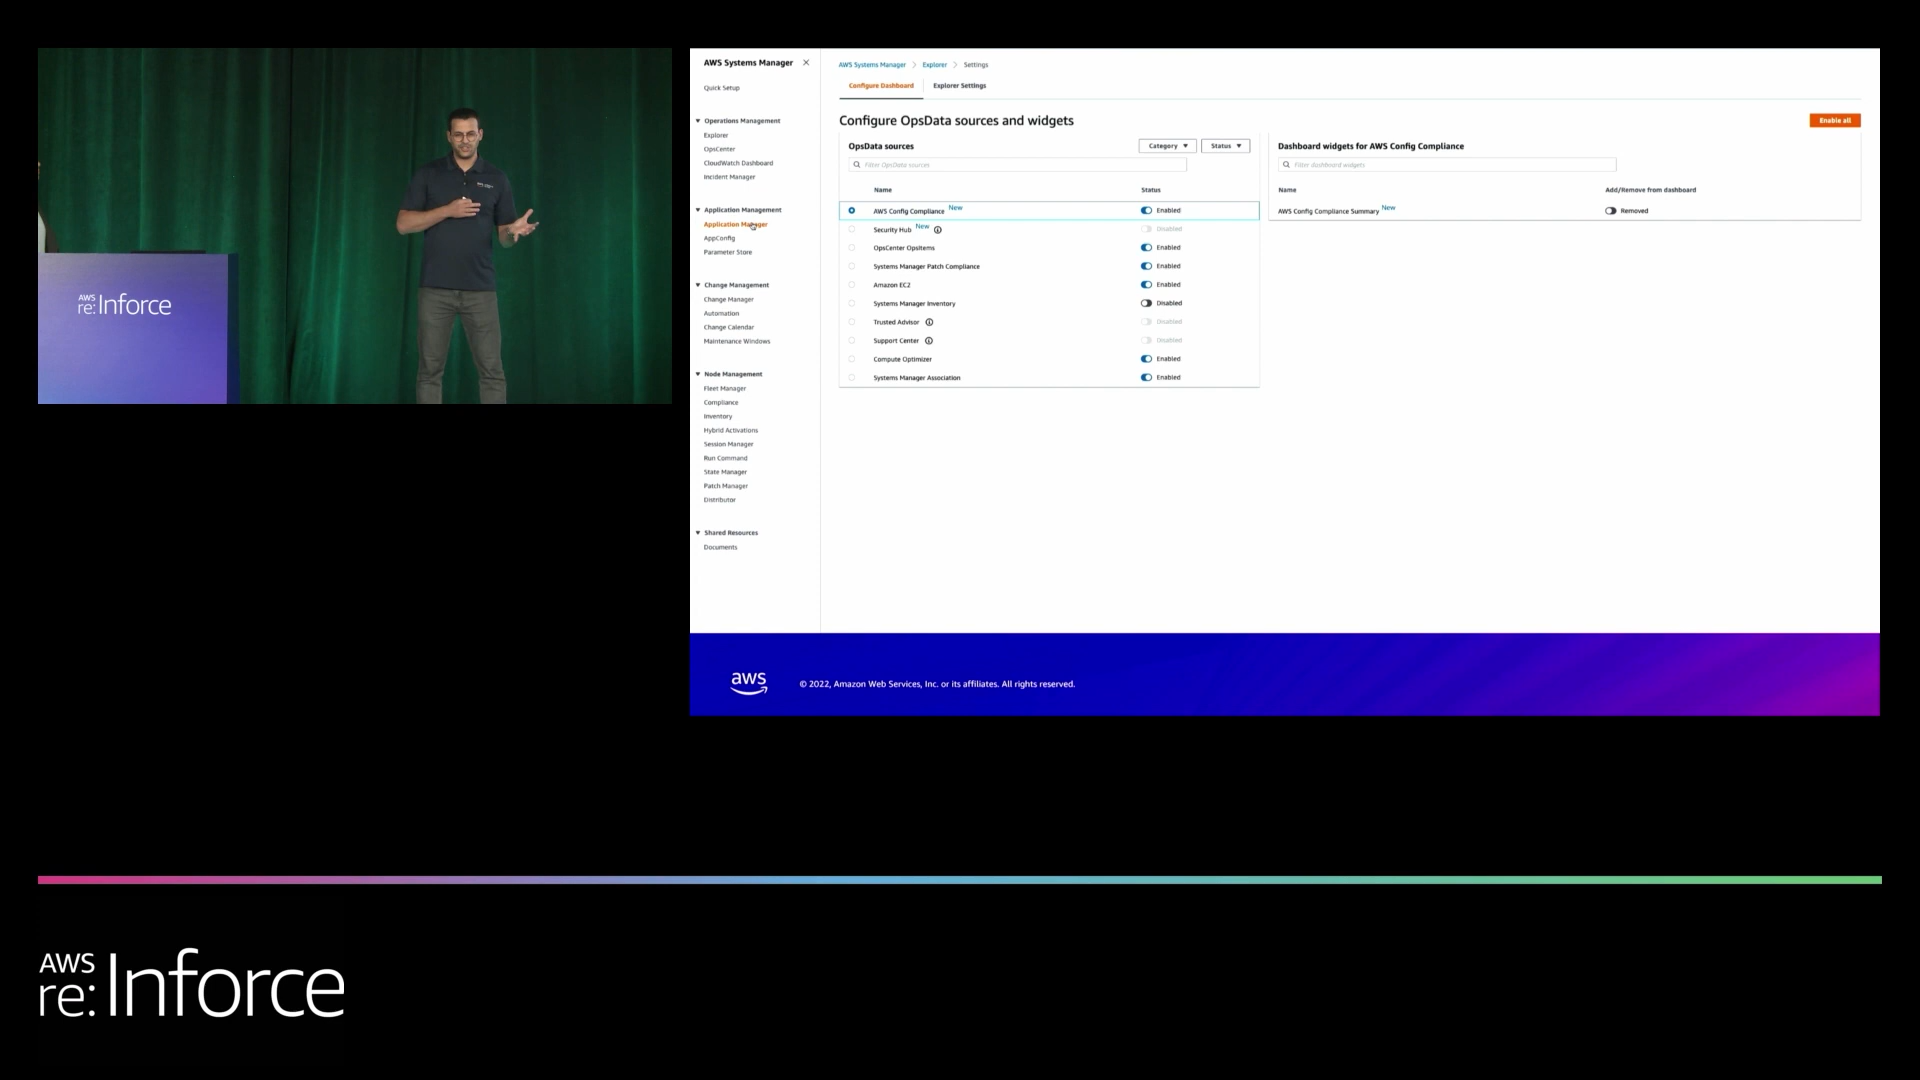 AWS
re:Inforce
AWS Systems Manager
Quick Setup
Operations Management
Explorer
OpsCenter
CloudWatch Dashboard
Incident Manager
Application Management
Application Manager
AppConfig
Parameter Store
Change Management
Change Manager
Automation
Change Calendar
Maintenance Windows
Node Management
Fleet Manager
Compliance
Inventory
Hybrid Activations
Session Manager
Run Command
State Manager
Patch Manager
Distributor
Shared Resources
Documents
AWS Systems Manager > Explorer > Settings
Configure Dashboard Explorer Settings
Configure OpsData sources and widgets Enable all
OpsData sources Category Status
Filter OpsData sources
Name Status
AWS Config Compliance New Enabled
Security Hub New Disabled
OpsCenter OpsItems Enabled
Systems Manager Patch Compliance Enabled
Amazon EC2 Enabled
Systems Manager Inventory Disabled
Trusted Advisor Disabled
Support Center Disabled
Compute Optimizer Enabled
Systems Manager Association Enabled
Dashboard widgets for AWS Config Compliance
Filter dashboard widgets
Name Add/Remove from dashboard
AWS Config Compliance Summary New Removed
aws
© 2022, Amazon Web Services, Inc. or its affiliates. All rights reserved.
AWS
re:Inforce